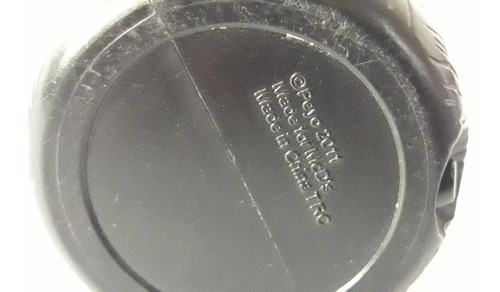 ©Peyo 2011
Made for McD's
Made in China TRC